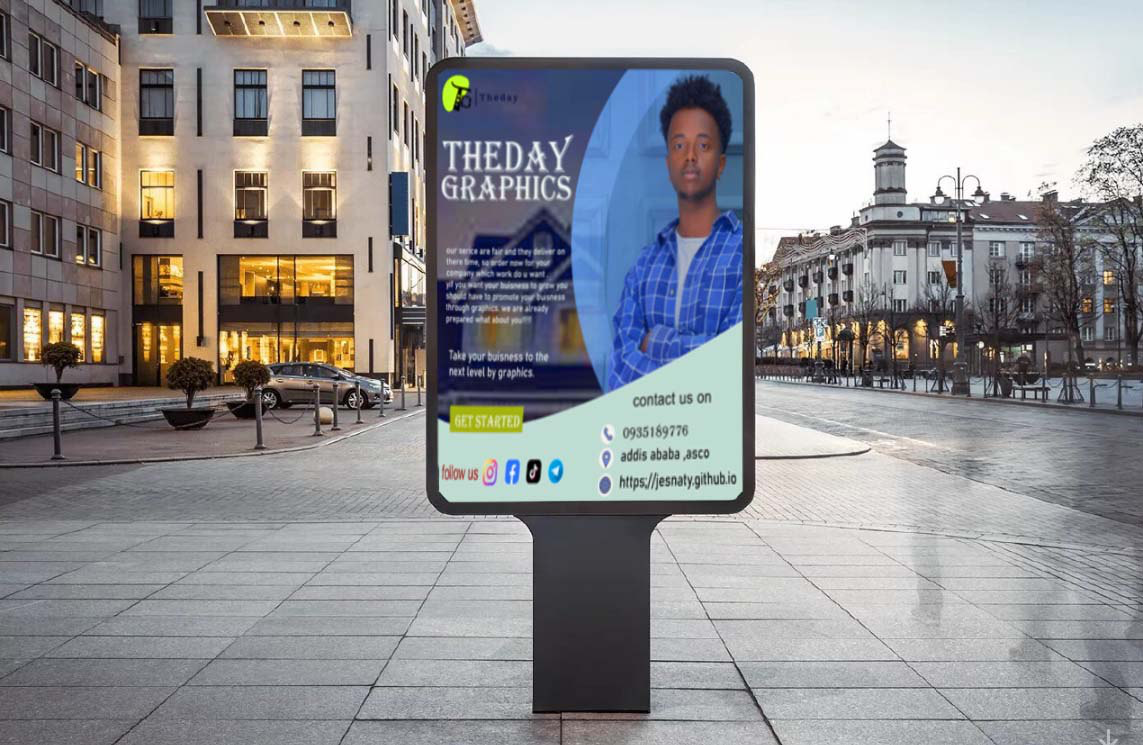 TG
Theday
THEDAY
GRAPHICS
our serice are fair and they deliver on
there time, so order now for your
company which work do u want .
yif you want your buisness to grow you
should have to promote your buisness
through graphics. we are already
prepared what about you!!!!!
Take your buisness to the
next level by graphics.
GET STARTED
follow us
contact us on
0935189776
addis ababa ,asco
https;//jesnaty.github.io